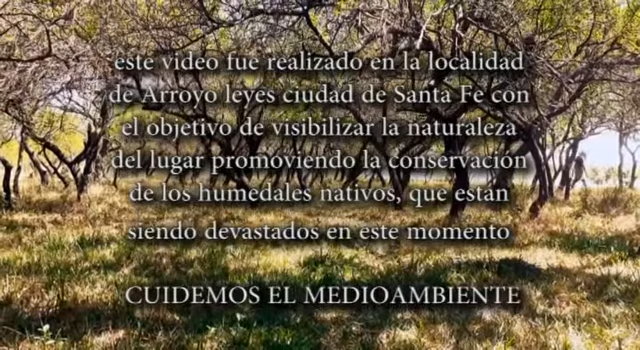 este video fue realizado en la localidad
de Arroyo leyes ciudad de Santa Fe con
el objetivo de visibilizar la naturaleza
del lugar promoviendo la conservación
de los humedales nativos, que están
siendo devastados en este momento
CUIDEMOS EL MEDIOAMBIENTE